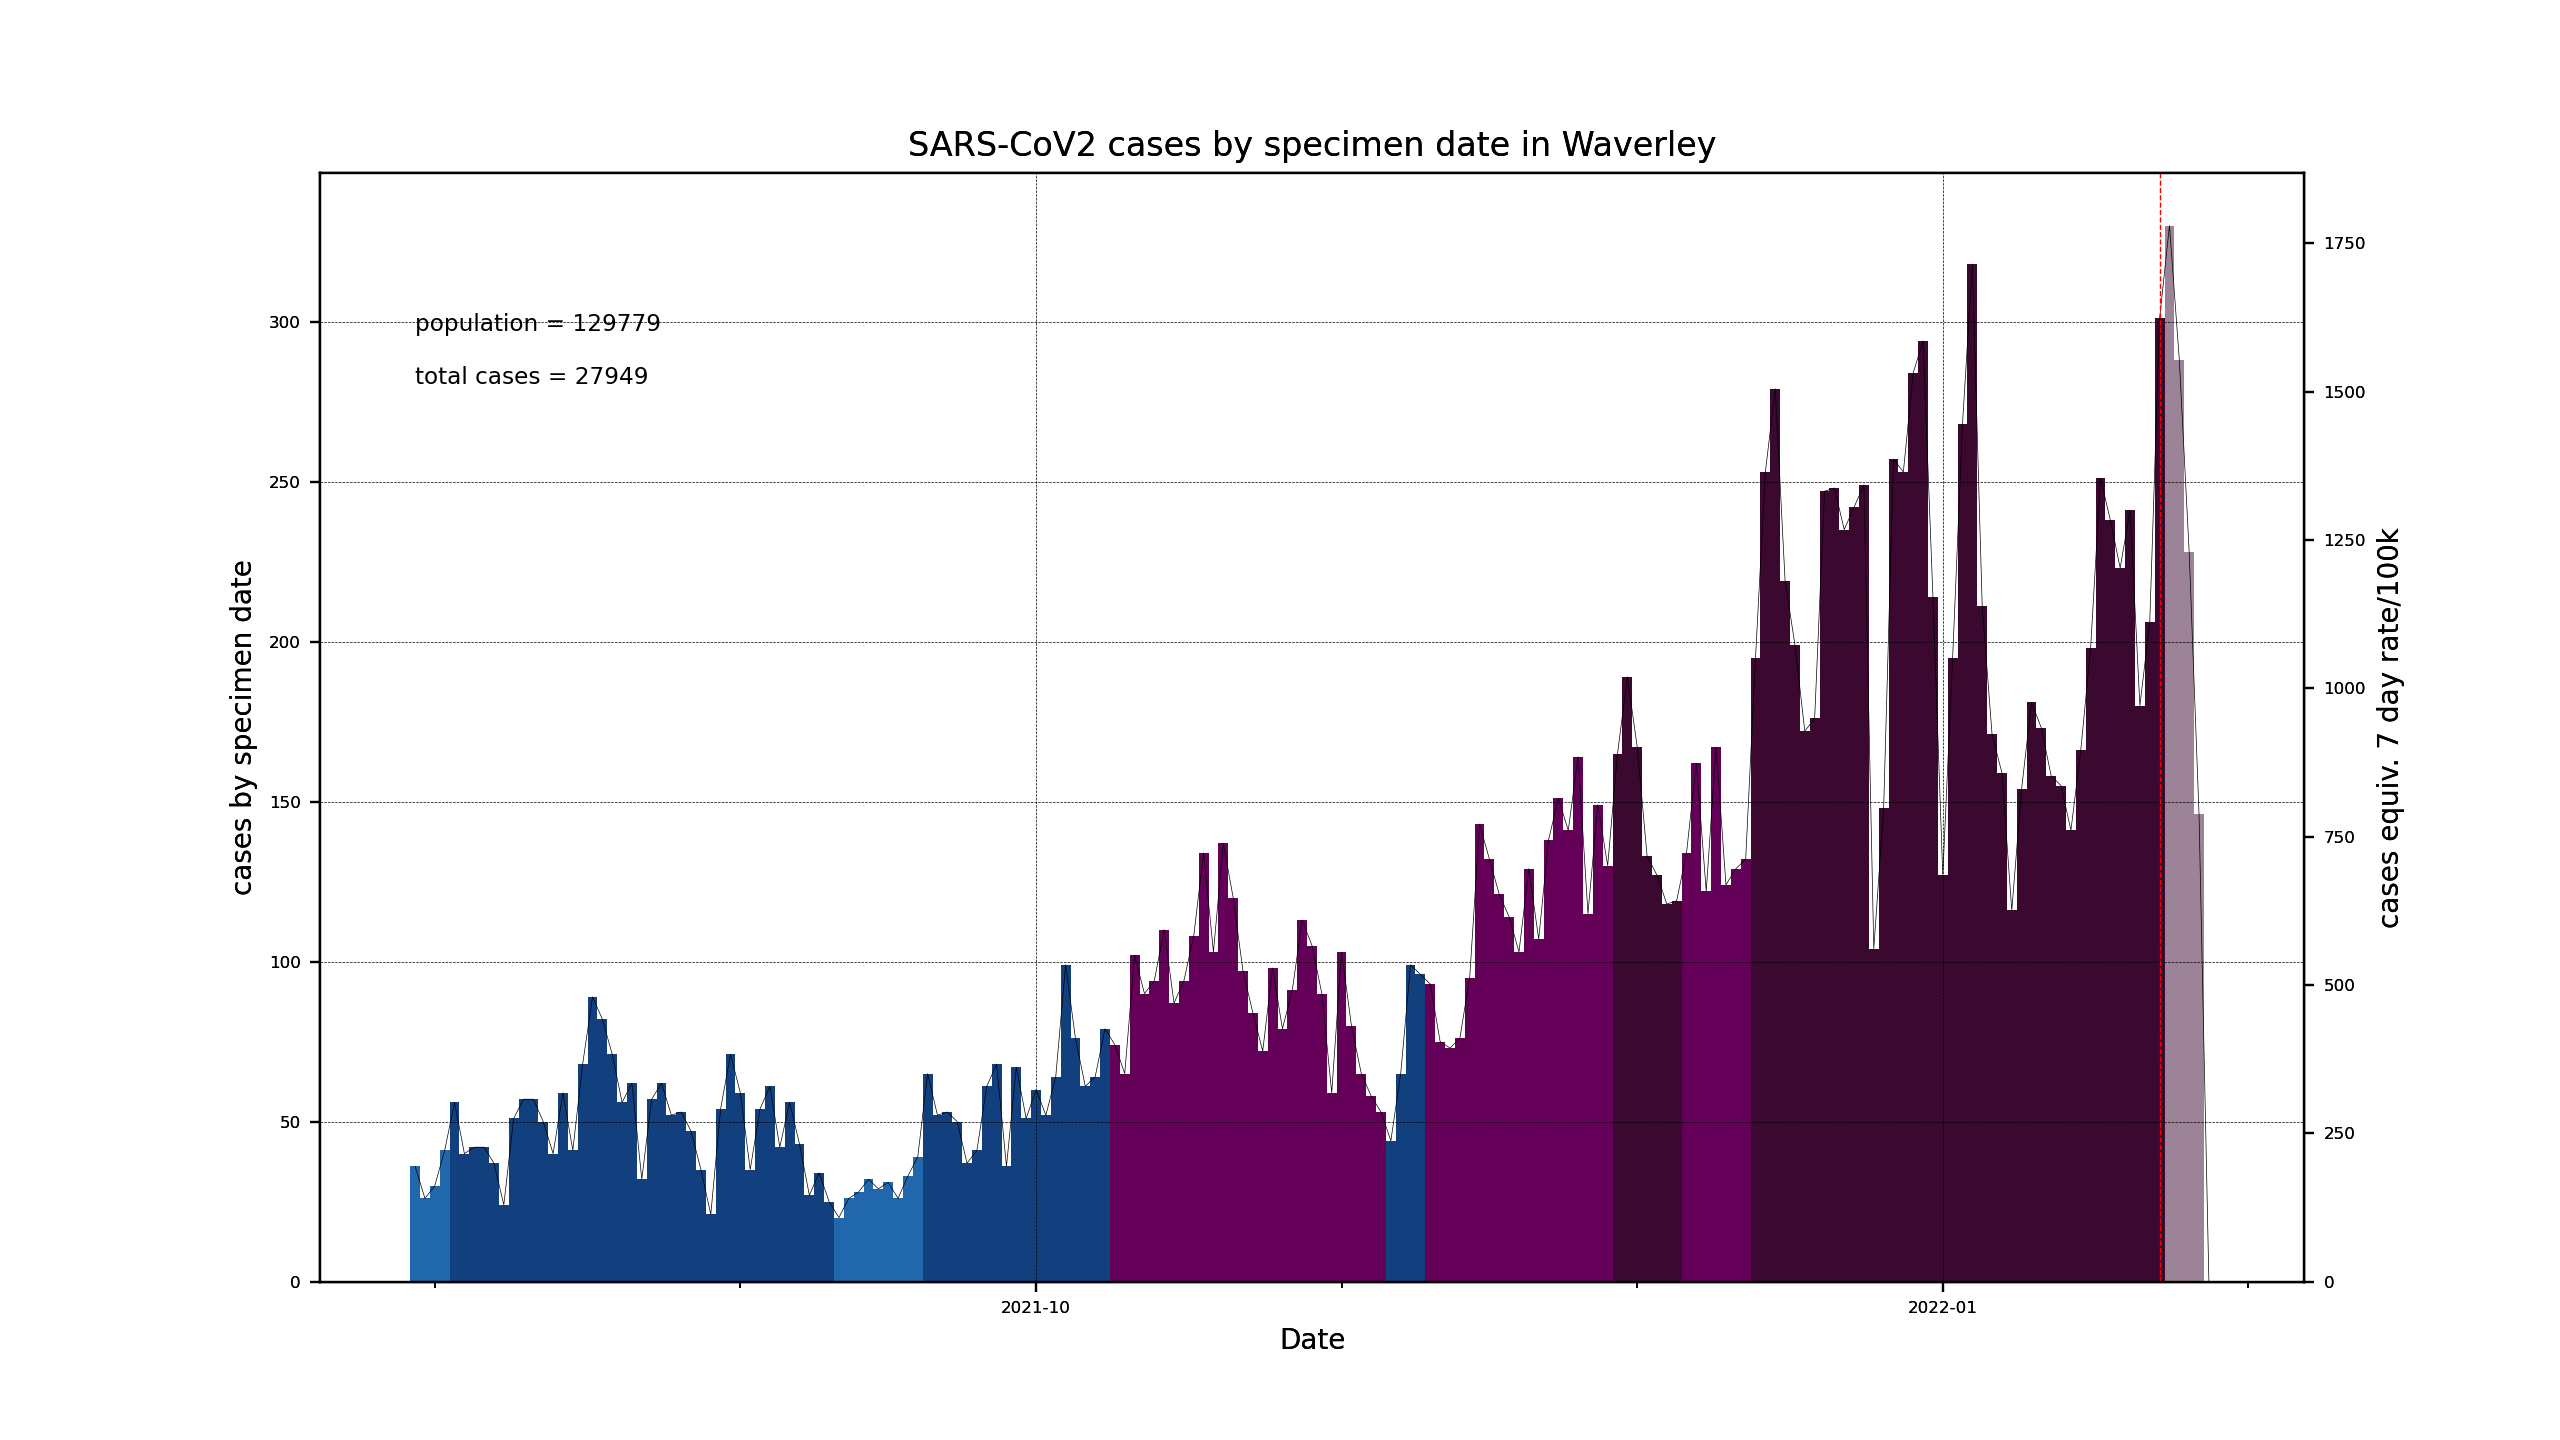 SARS-CoV2 cases by specimen date in Waverley
population = 129779
total cases = 27949
cases by specimen date
300
250
200
150
100
50
0
1750
1500
1250
1000
750
500
250
0
cases equiv. 7 day rate/100k
2021-10
2022-01
Date